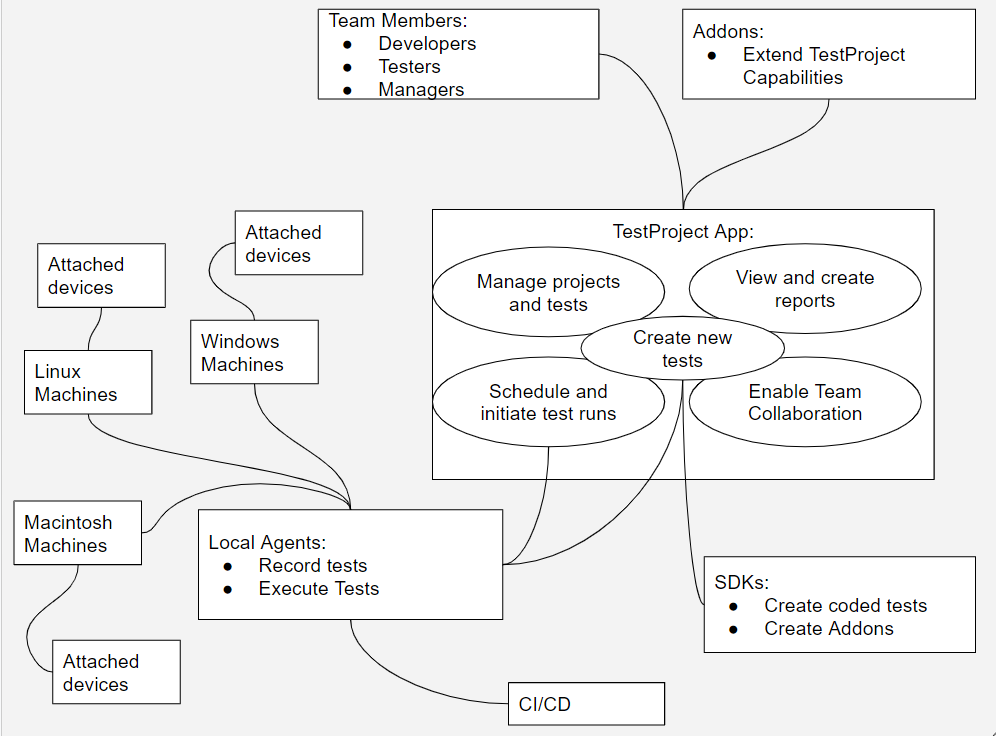 Team Members:
● Developers
● Testers
● Managers
Addons:
● Extend TestProject
Capabilities
TestProject App:
Manage projects
and tests
View and create
reports
Create new
tests
Schedule and
initiate test runs
Enable Team
Collaboration
Attached
devices
Attached
devices
Windows
Machines
Linux
Machines
Macintosh
Machines
Local Agents:
● Record tests
● Execute Tests
SDKs:
● Create coded tests
● Create Addons
Attached
devices
CI/CD